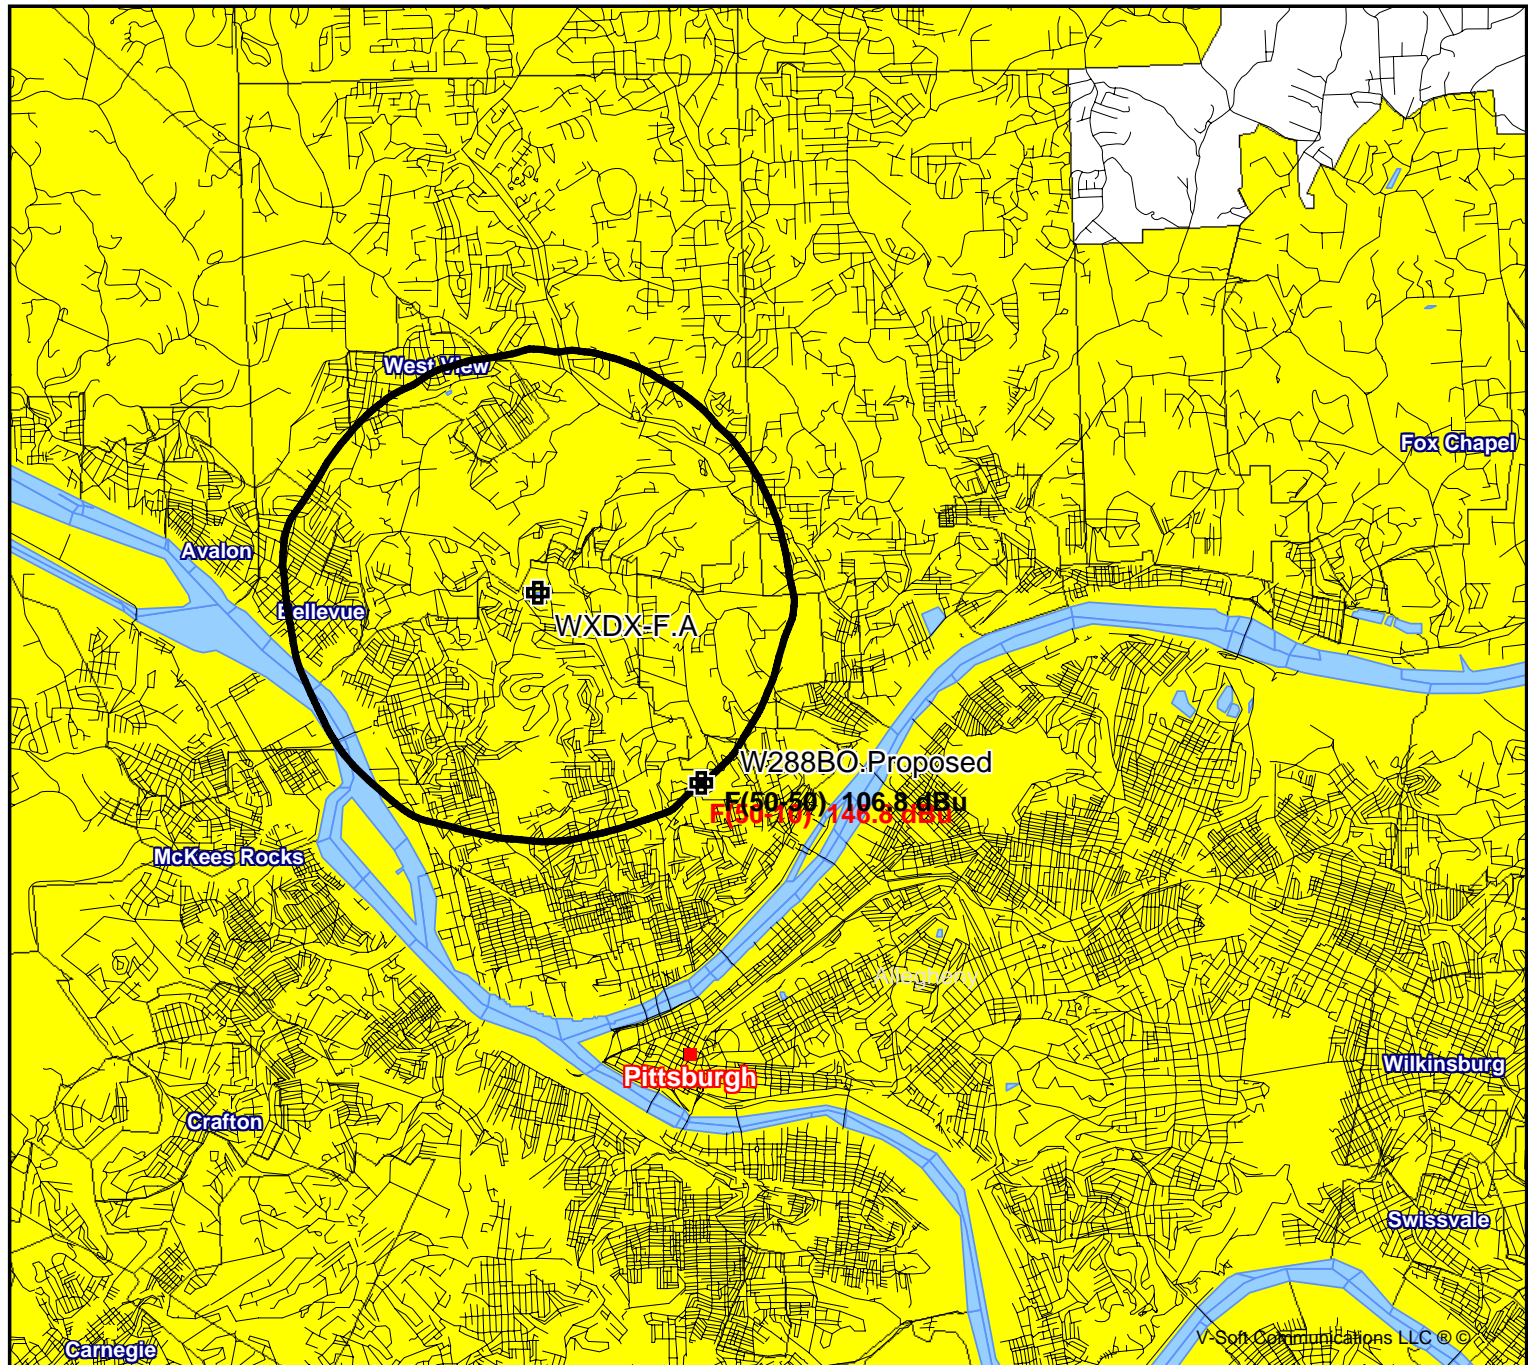 West View
Fox Chapel
Avalon
Bellevue
WXDX-F.A
W288BO.Proposed
F(50-50) 106.8 dBu
F(50-10) 146.8 dBu
McKees Rocks
Allegheny
Pittsburgh
Wilkinsburg
Crafton
Swissvale
V-Soft Communications LLC ® ©
Carnegie